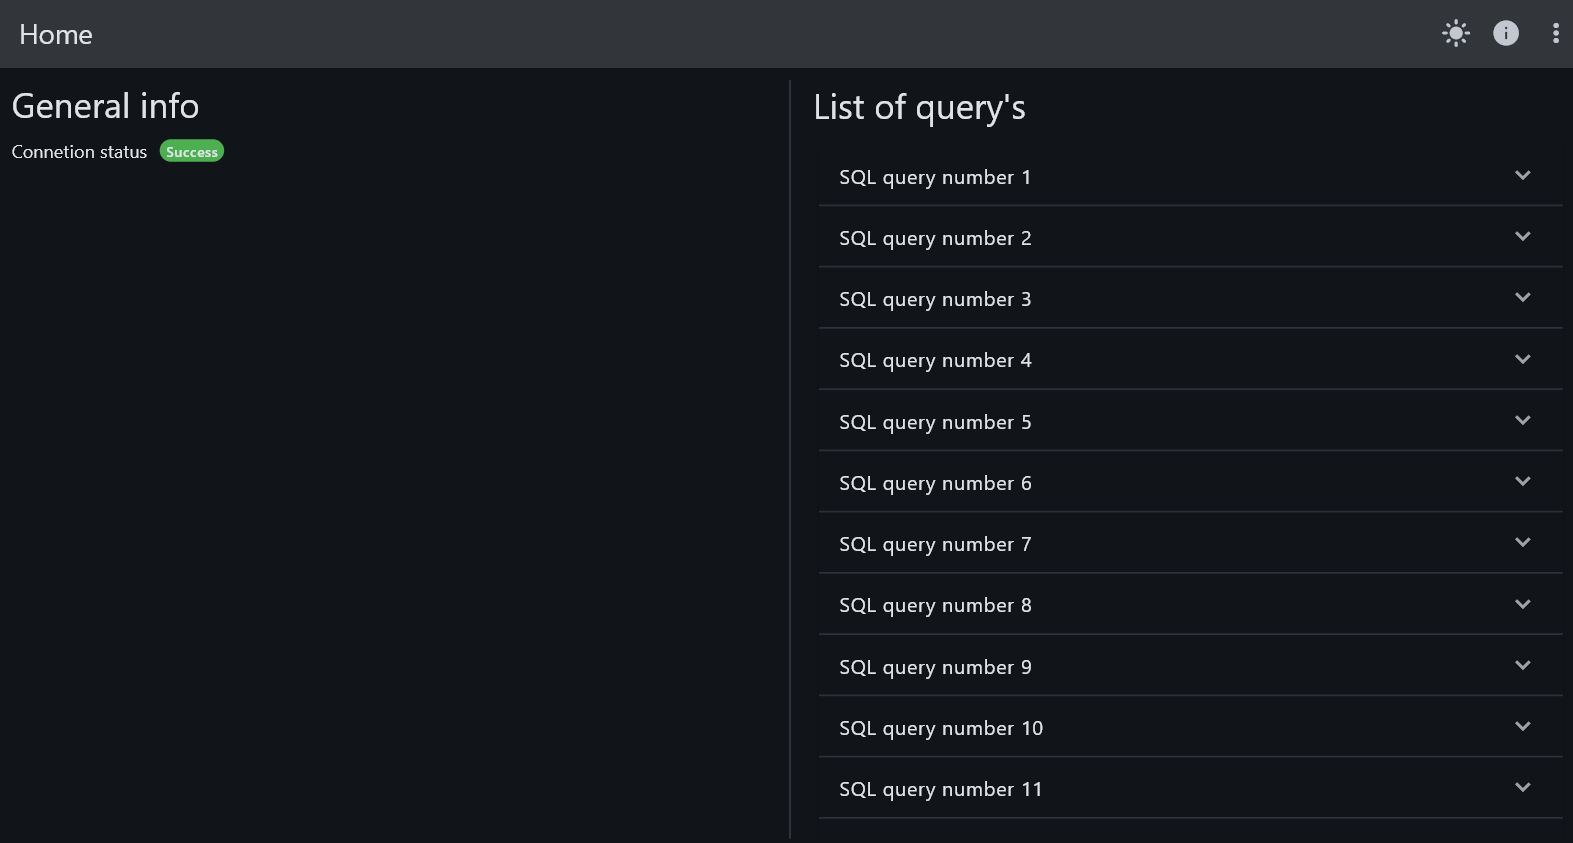 Home
General info
Connetion status Success
List of query's
SQL query number 1
SQL query number 2
SQL query number 3
SQL query number 4
SQL query number 5
SQL query number 6
SQL query number 7
SQL query number 8
SQL query number 9
SQL query number 10
SQL query number 11